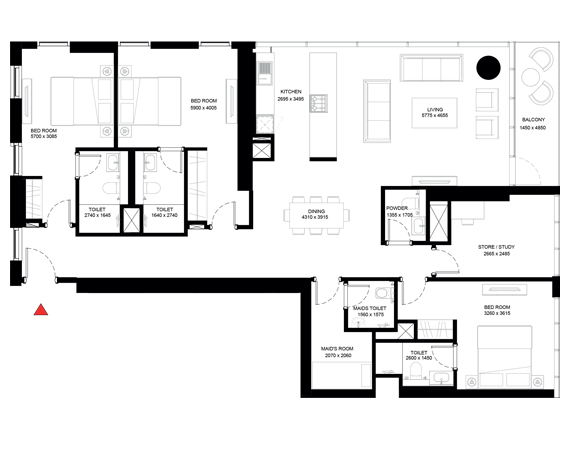 BED ROOM
5700 x 3085
BED ROOM
5900 x 4005
KITCHEN
2695 x 3495
LIVING
5775 x 4655
BALCONY
1450 x 4850
TOILET
2740 x 1645
TOILET
1640 x 2740
DINING
4310 x 3915
POWDER
1355 x 1705
STORE / STUDY
2665 x 2485
MAIDS TOILET
1560 x 1575
BED ROOM
3260 x 3615
MAID'S ROOM
2070 x 2060
TOILET
2600 x 1450